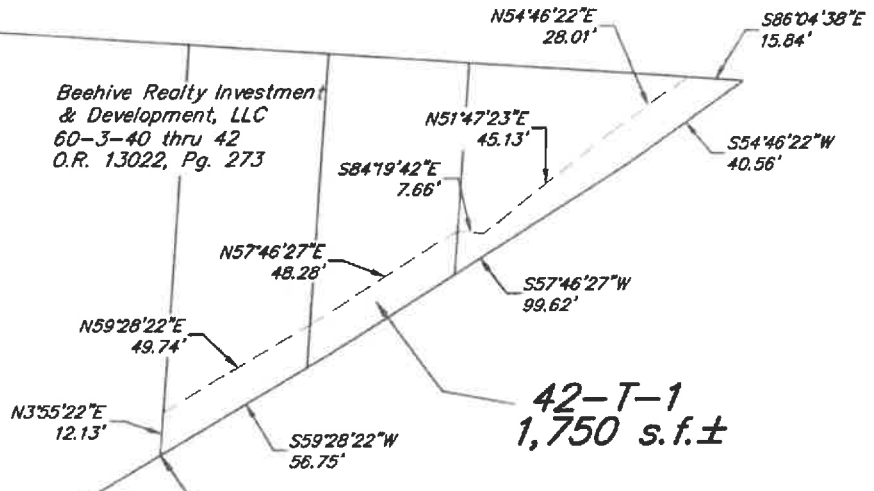 N54°46'22"E
28.01'
S86°04'38"E
15.84'
Beehive Realty Investment
& Development, LLC
60-3-40 thru 42
O.R. 13022, Pg. 273
N51°47'23"E
45.13'
S84°19'42"E
7.66'
S54°46'22"W
40.56'
N57°46'27"E
48.28'
S57°46'27"W
99.62'
N59°28'22"E
49.74'
42-T-1
1,750 s.f.±
N3°55'22"E
12.13'
S59°28'22"W
56.75'